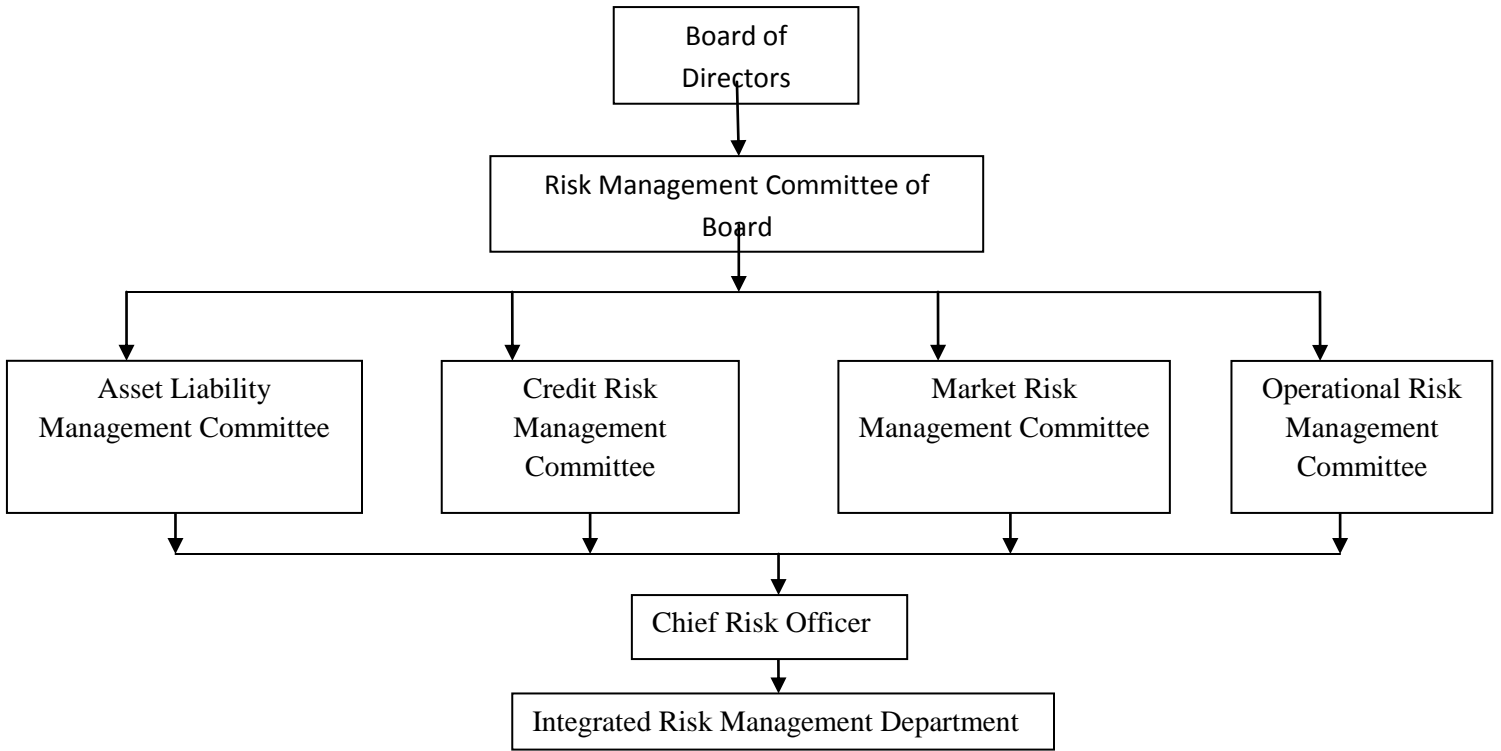 Board of
Directors
Risk Management Committee of
Board
Asset Liability
Management Committee
Credit Risk
Management
Committee
Market Risk
Management Committee
Operational Risk
Management
Committee
Chief Risk Officer
Integrated Risk Management Department